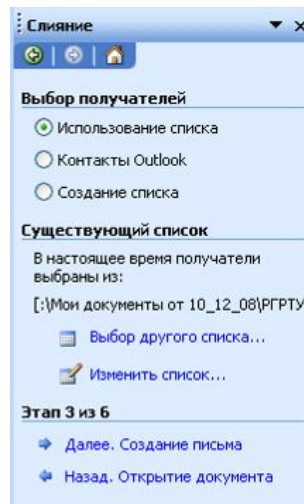 Слияние
Выбор получателей
Использование списка
Контакты Outlook
Создание списка
Существующий список
В настоящее время получатели
выбраны из:
[:\Мои документы от 10_12_08\РГРТУ
Выбор другого списка...
Изменить список...
Этап 3 из 6
Далее. Создание письма
Назад. Открытие документа